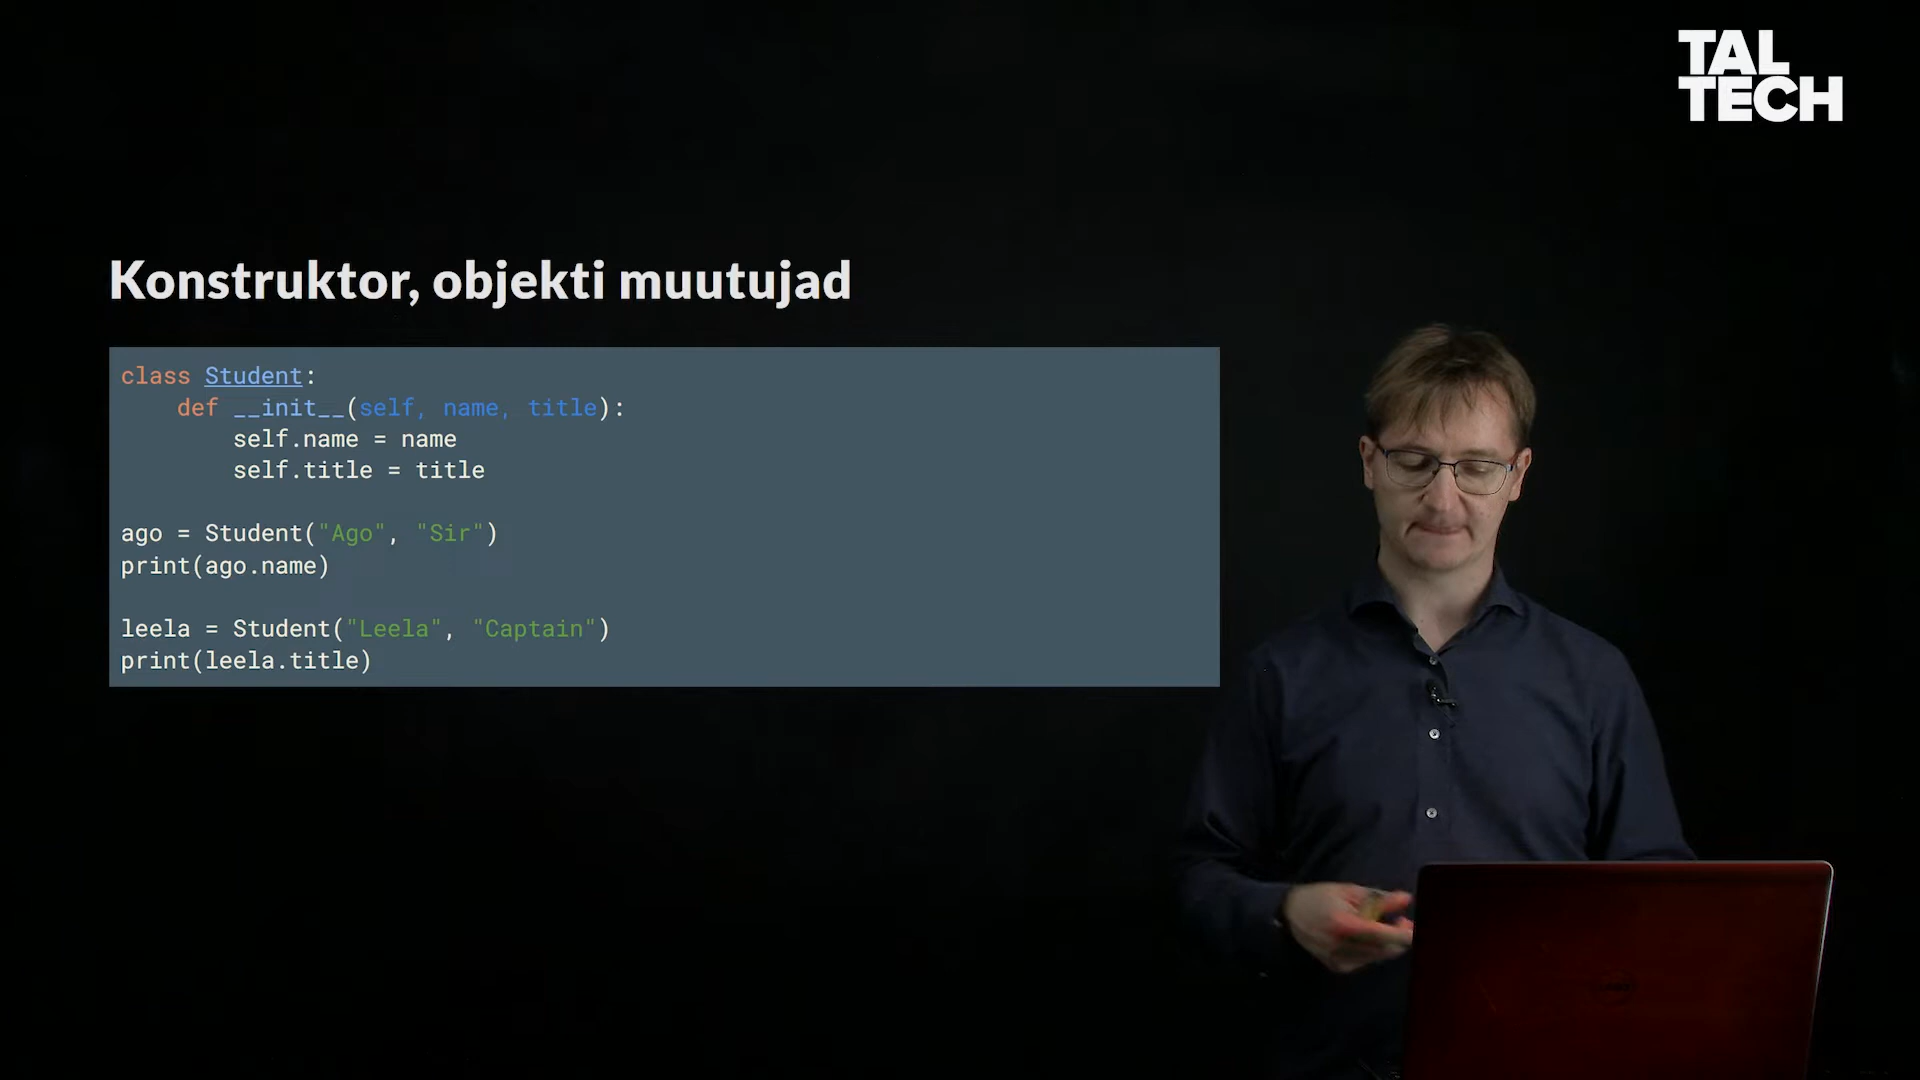 TAL
TECH
Konstruktor, objekti muutujad
class Student:
    def __init__(self, name, title):
        self.name = name
        self.title = title
ago = Student("Ago", "Sir")
print(ago.name)
leela = Student("Leela", "Captain")
print(leela.title)